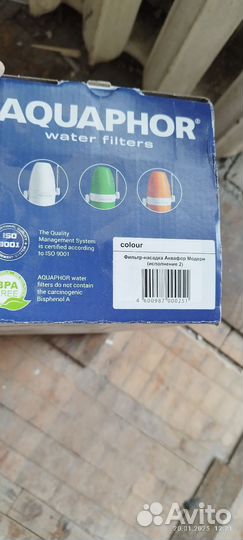 AQUAPHOR®
water filters
ISO
9001
The Quality
Management System
is certified according
to ISO 9001
BPA
FREE
AQUAPHOR water
filters do not contain
the carcinogenic
Bisphenol A
colour
Фильтр-насадка Аквафор Модерн
(исполнение 2)
4 600987 000251
Avito
20.01.2025 12:21